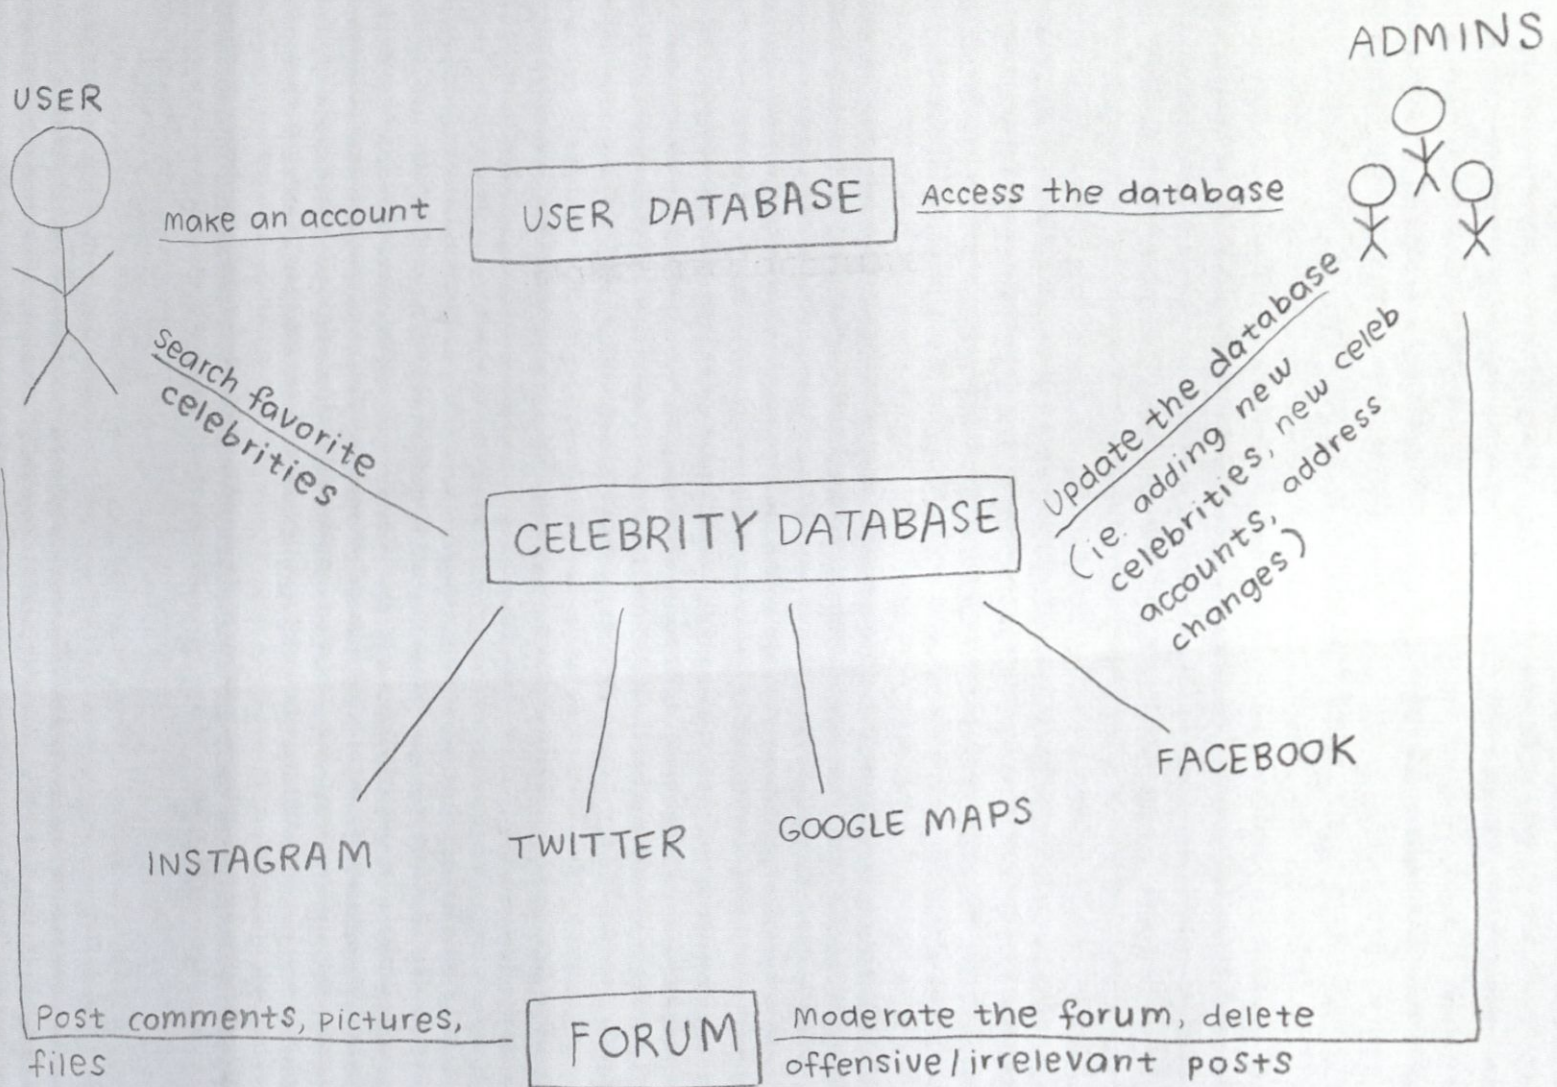 ADMINS
USER
make an account
USER DATABASE
Access the database
search favorite
celebrities
CELEBRITY DATABASE
Update the database
(ie. adding new
celebrities, new celeb
accounts, address
changes)
INSTAGRAM
TWITTER
GOOGLE MAPS
FACEBOOK
Post comments, pictures,
files
FORUM
Moderate the forum, delete
offensive/irrelevant posts